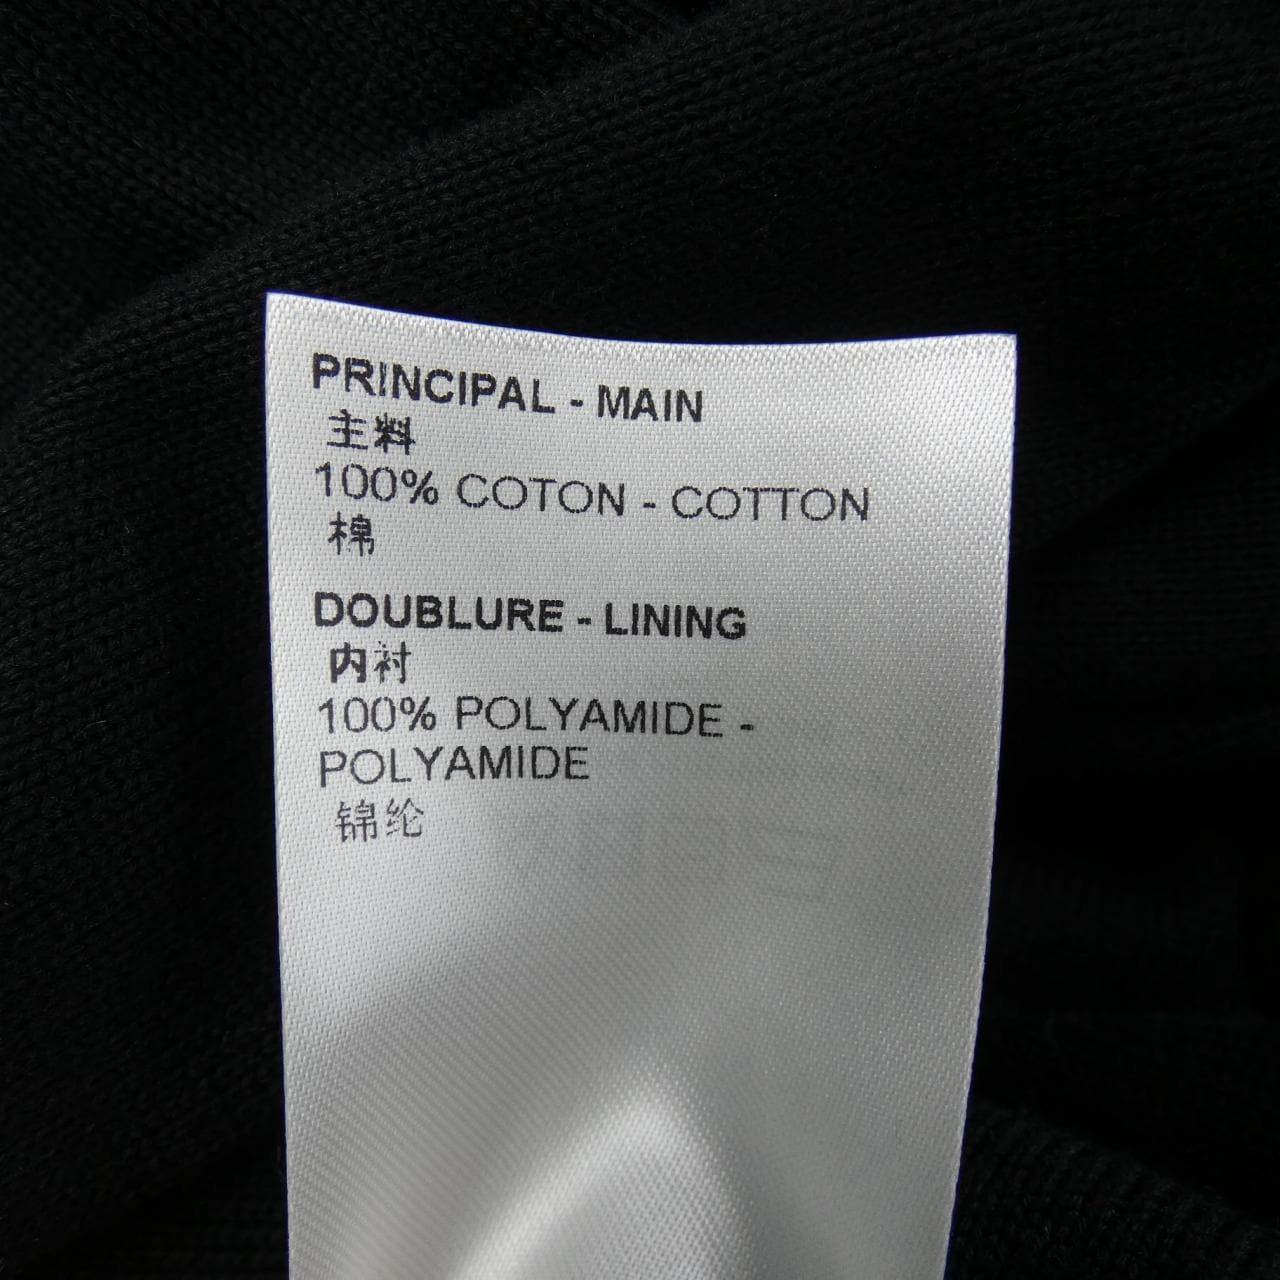 PRINCIPAL - MAIN
主料
100% COTON - COTTON
棉
DOUBLURE - LINING
内衬
100% POLYAMIDE -
POLYAMIDE
锦纶